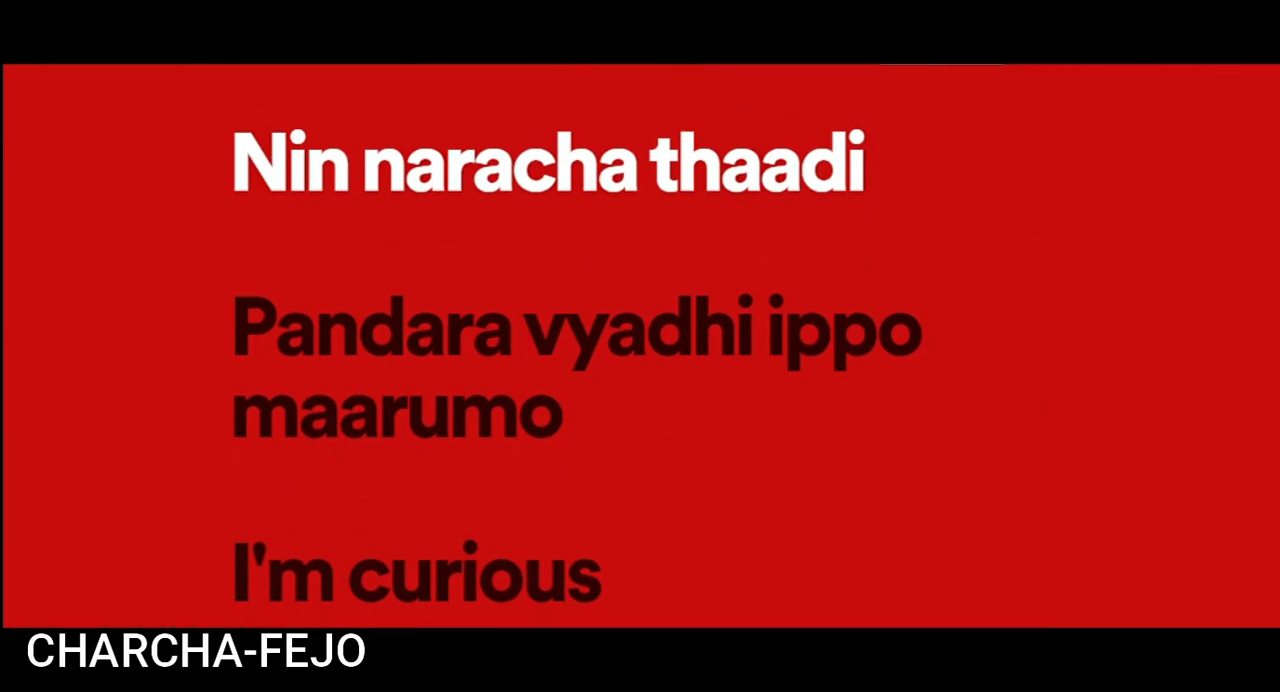 Nin naracha thaadi
Pandara vyadhi ippo
maarumo
I'm curious
CHARCHA-FEJO